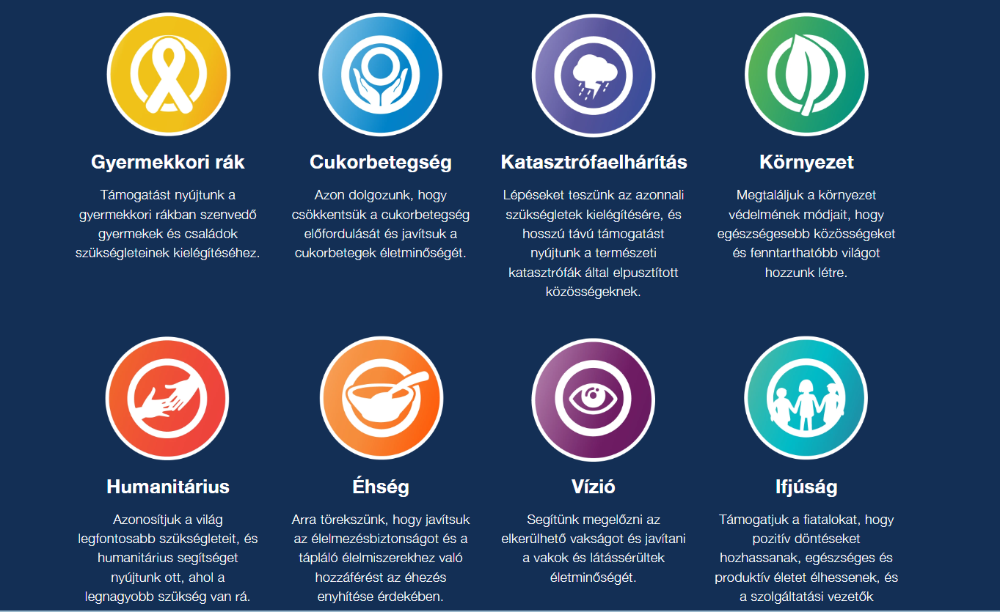 Gyermekkori rák
Támogatást nyújtunk a
gyermekkori rákban szenvedő
gyermekek és családok
szükségleteinek kielégítéséhez.
Cukorbetegség
Azon dolgozunk, hogy
csökkentsük a cukorbetegség
előfordulását és javítsuk a
cukorbetegek életminőségét.
Katasztrófaelhárítás
Lépéseket teszünk az azonnali
szükségletek kielégítésére, és
hosszú távú támogatást
nyújtunk a természeti
katasztrófák által elpusztított
közösségeknek.
Környezet
Megtaláljuk a környezet
védelmének módjait, hogy
egészségesebb közösségeket
és fenntarthatóbb világot
hozzunk létre.
Humanitárius
Azonosítjuk a világ
legfontosabb szükségleteit, és
humanitárius segítséget
nyújtunk ott, ahol a
legnagyobb szükség van rá.
Éhség
Arra törekszünk, hogy javítsuk
az élelmezésbiztonságot és a
tápláló élelmiszerekhez való
hozzáférést az éhezés
enyhítése érdekében.
Vízió
Segítünk megelőzni az
elkerülhető vakságot és javítani
a vakok és látássérültek
életminőségét.
Ifjúság
Támogatjuk a fiatalokat, hogy
pozitív döntéseket
hozhassanak, egészséges és
produktív életet élhessenek, és
a szolgáltatási vezetők